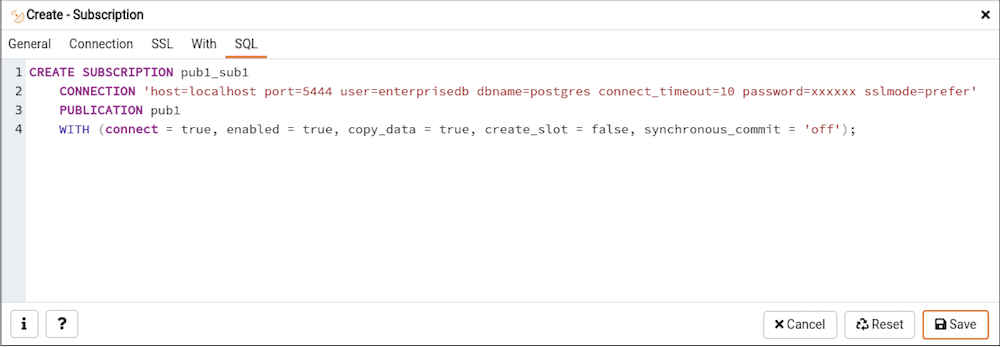 Create - Subscription
General Connection SSL With SQL
1 CREATE SUBSCRIPTION pub1_sub1
2 CONNECTION 'host=localhost port=5444 user=enterprisedb dbname=postgres connect_timeout=10 password=xxxxxx sslmode=prefer'
3 PUBLICATION pub1
4 WITH (connect = true, enabled = true, copy_data = true, create_slot = false, synchronous_commit = 'off');
i ? Cancel Reset Save